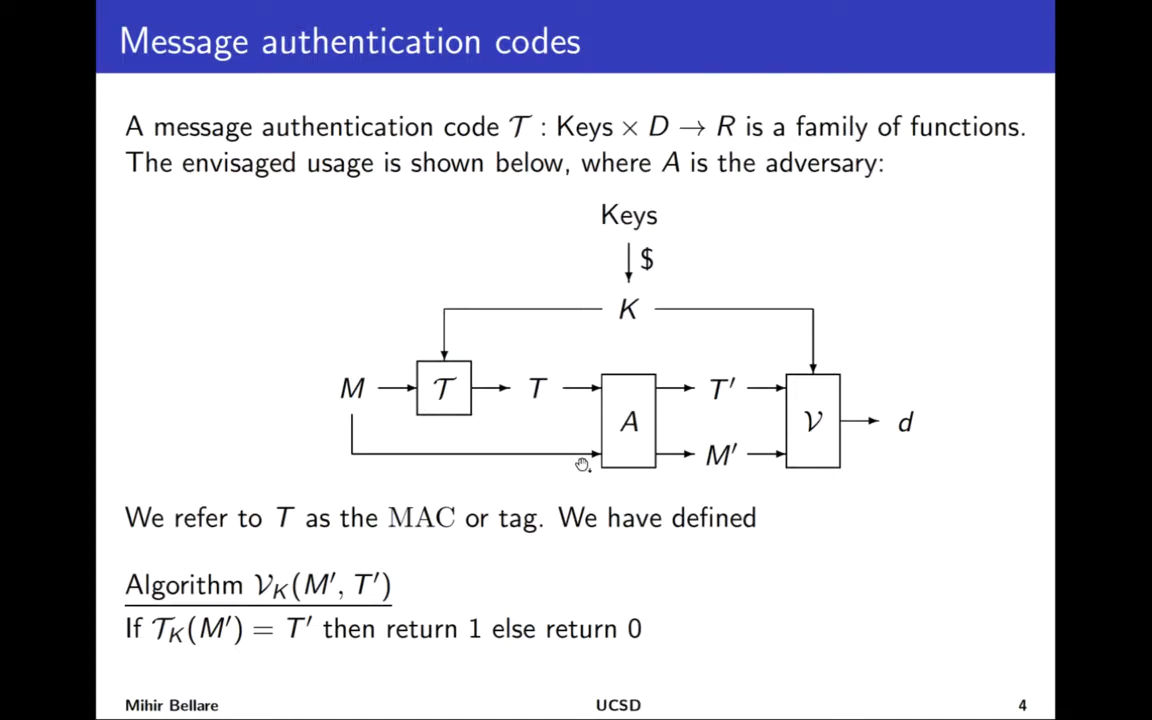 Message authentication codes
A message authentication code 𝒯 : Keys × D → R is a family of functions.
The envisaged usage is shown below, where A is the adversary:
Keys
$
K
M 𝒯 T A T′ 𝒱 d
M′
We refer to T as the MAC or tag. We have defined
Algorithm 𝒱K(M′, T′)
If 𝒯K(M′) = T′ then return 1 else return 0
Mihir Bellare UCSD 4